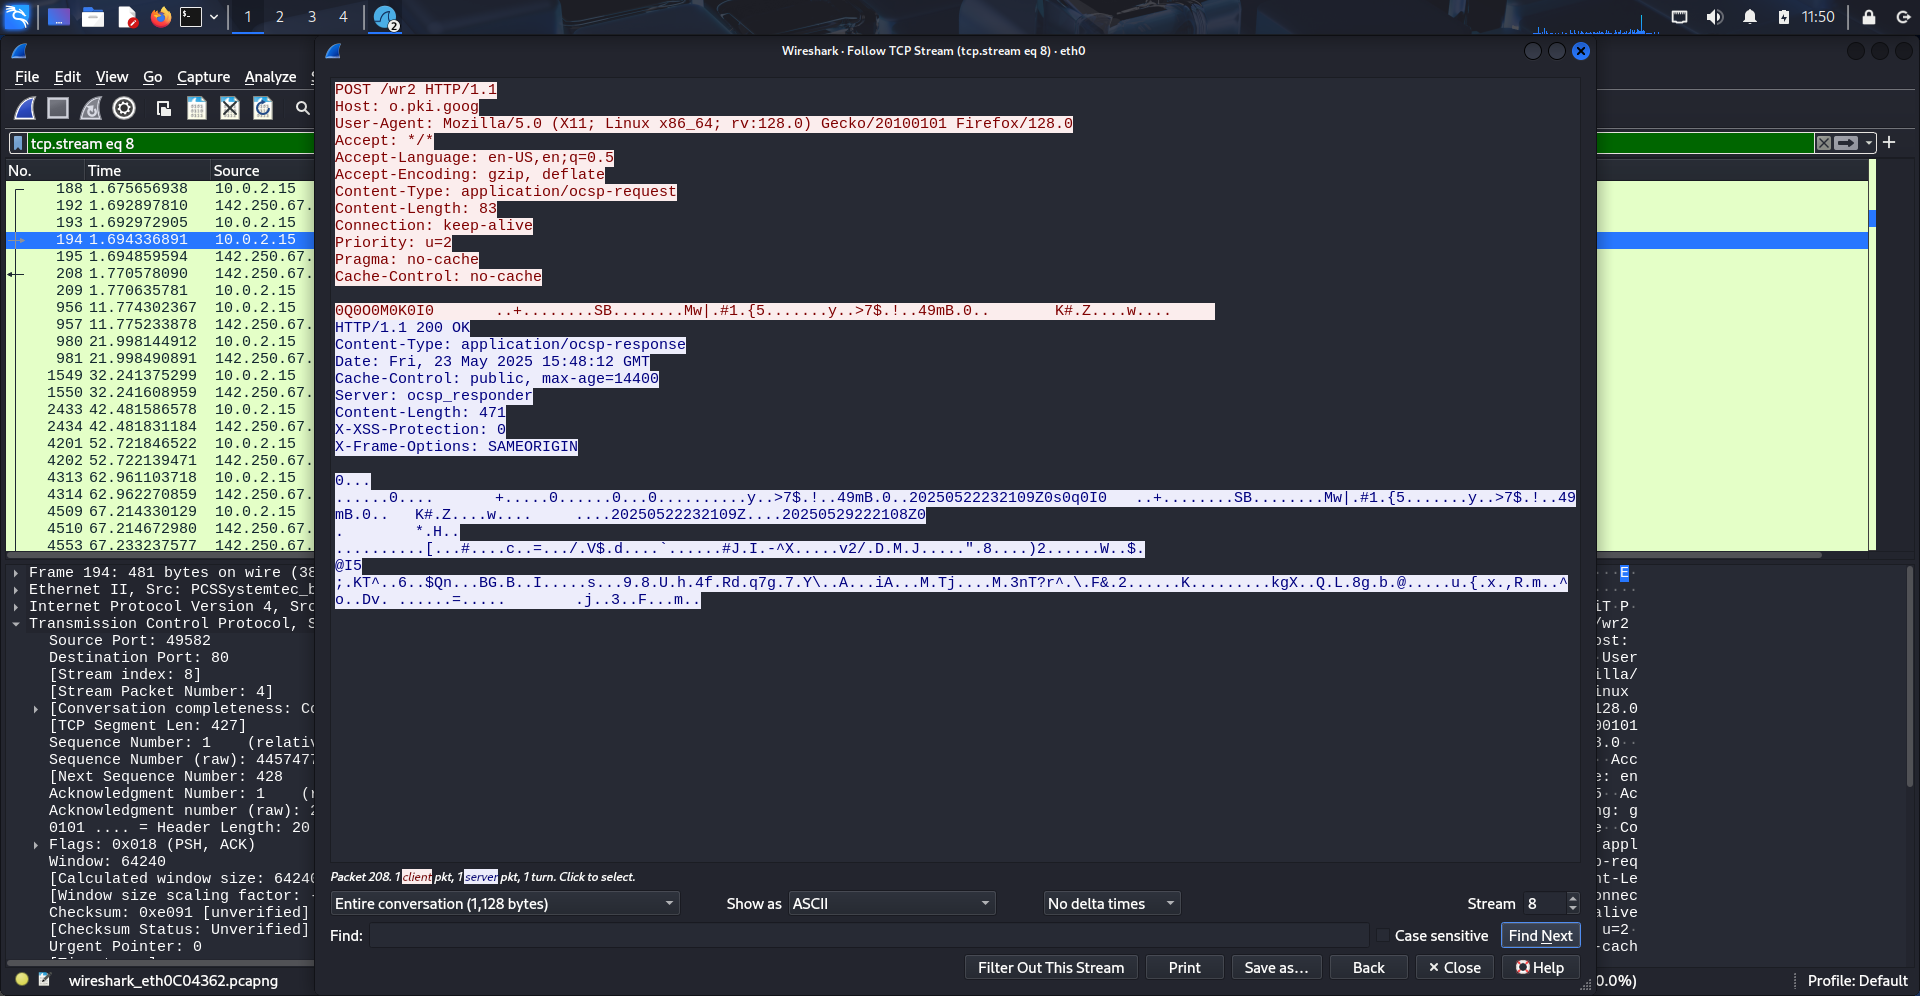 1 2 3 4 2 11:50
Wireshark · Follow TCP Stream (tcp.stream eq 8) · eth0
File Edit View Go Capture Analyze
tcp.stream eq 8
No. Time Source
188 1.675656938 10.0.2.15
192 1.692897810 142.250.67.
193 1.692972905 10.0.2.15
194 1.694336891 10.0.2.15
195 1.694859594 142.250.67.
208 1.770578090 142.250.67.
209 1.770635781 10.0.2.15
956 11.774302367 10.0.2.15
957 11.775233878 142.250.67.
980 21.998144912 10.0.2.15
981 21.998490891 142.250.67.
1549 32.241375299 10.0.2.15
1550 32.241608959 142.250.67.
2433 42.481586578 10.0.2.15
2434 42.481831184 142.250.67.
4201 52.721846522 10.0.2.15
4202 52.722139471 142.250.67.
4313 62.961103718 10.0.2.15
4314 62.962270859 142.250.67.
4509 67.214330129 10.0.2.15
4510 67.214672980 142.250.67.
4553 67.233237577 142.250.67.
Frame 194: 481 bytes on wire (38
Ethernet II, Src: PCSSystemtec_b
Internet Protocol Version 4, Src
Transmission Control Protocol, S
Source Port: 49582
Destination Port: 80
[Stream index: 8]
[Stream Packet Number: 4]
[Conversation completeness: Co
[TCP Segment Len: 427]
Sequence Number: 1 (relativ
Sequence Number (raw): 4457477
[Next Sequence Number: 428
Acknowledgment Number: 1 (r
Acknowledgment number (raw): 2
0101 .... = Header Length: 20
Flags: 0x018 (PSH, ACK)
Window: 64240
[Calculated window size: 64240
[Window size scaling factor: -
Checksum: 0xe091 [unverified]
[Checksum Status: Unverified]
Urgent Pointer: 0
wireshark_eth0C04362.pcapng
POST /wr2 HTTP/1.1
Host: o.pki.goog
User-Agent: Mozilla/5.0 (X11; Linux x86_64; rv:128.0) Gecko/20100101 Firefox/128.0
Accept: */*
Accept-Language: en-US,en;q=0.5
Accept-Encoding: gzip, deflate
Content-Type: application/ocsp-request
Content-Length: 83
Connection: keep-alive
Priority: u=2
Pragma: no-cache
Cache-Control: no-cache
0Q0O0M0K0I0 ..+........SB........Mw|.#1.{5.......y..>7$.!..49mB.0.. K#.Z....w....
HTTP/1.1 200 OK
Content-Type: application/ocsp-response
Date: Fri, 23 May 2025 15:48:12 GMT
Cache-Control: public, max-age=14400
Server: ocsp_responder
Content-Length: 471
X-XSS-Protection: 0
X-Frame-Options: SAMEORIGIN
0...
......0.... +.....0......0...0..........y..>7$.!..49mB.0..20250522232109Z0s0q0I0 ..+........SB........Mw|.#1.{5.......y..>7$.!..49
mB.0.. K#.Z....w.... ....20250522232109Z....20250529222108Z0
. *.H..
..........[...#....c..=.../.V$.d....`......#J.I.-^X.....v2/.D.M.J.....".8....)2......W..$.
@I5
;.KT^..6..$Qn...BG.B..I.....s...9.8.U.h.4f.Rd.q7g.7.Y\..A...iA...M.Tj....M.3nT?r^.\.F&.2......K.........kgX..Q.L.8g.b.@.....u.{.x.,R.m..^
o..Dv. ......=..... .j..3..F...m..
Packet 208. 1 client pkt, 1 server pkt, 1 turn. Click to select.
Entire conversation (1,128 bytes) Show as ASCII No delta times Stream 8
Find: Case sensitive Find Next
Filter Out This Stream Print Save as… Back Close Help
E
iT P
/wr2
ost:
User
illa/
inux
128.0
00101
3.0
Acc
e: en
5 Ac
ng: g
e Co
appl
p-req
nt-Le
onnec
alive
u=2
-cach
0.0%) Profile: Default